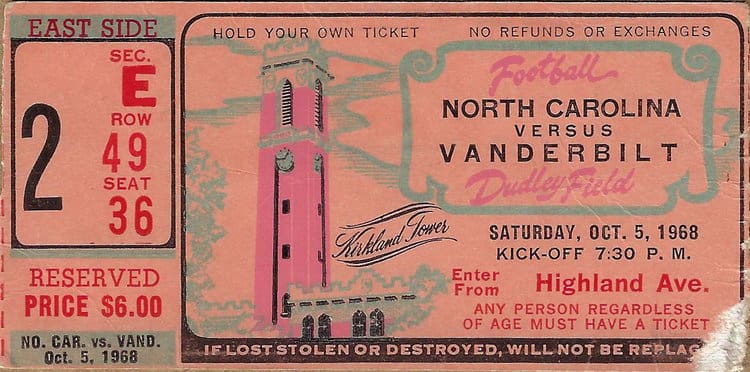 EAST SIDE
2
SEC.
E
ROW
49
SEAT
36
RESERVED
PRICE $6.00
NO. CAR. vs. VAND.
Oct. 5, 1968
HOLD YOUR OWN TICKET
NO REFUNDS OR EXCHANGES
Football
NORTH CAROLINA
VERSUS
VANDERBILT
Dudley Field
Kirkland Tower
SATURDAY, OCT. 5, 1968
KICK-OFF 7:30 P. M.
Enter From Highland Ave.
ANY PERSON REGARDLESS
OF AGE MUST HAVE A TICKET
IF LOST STOLEN OR DESTROYED, WILL NOT BE REPLAC